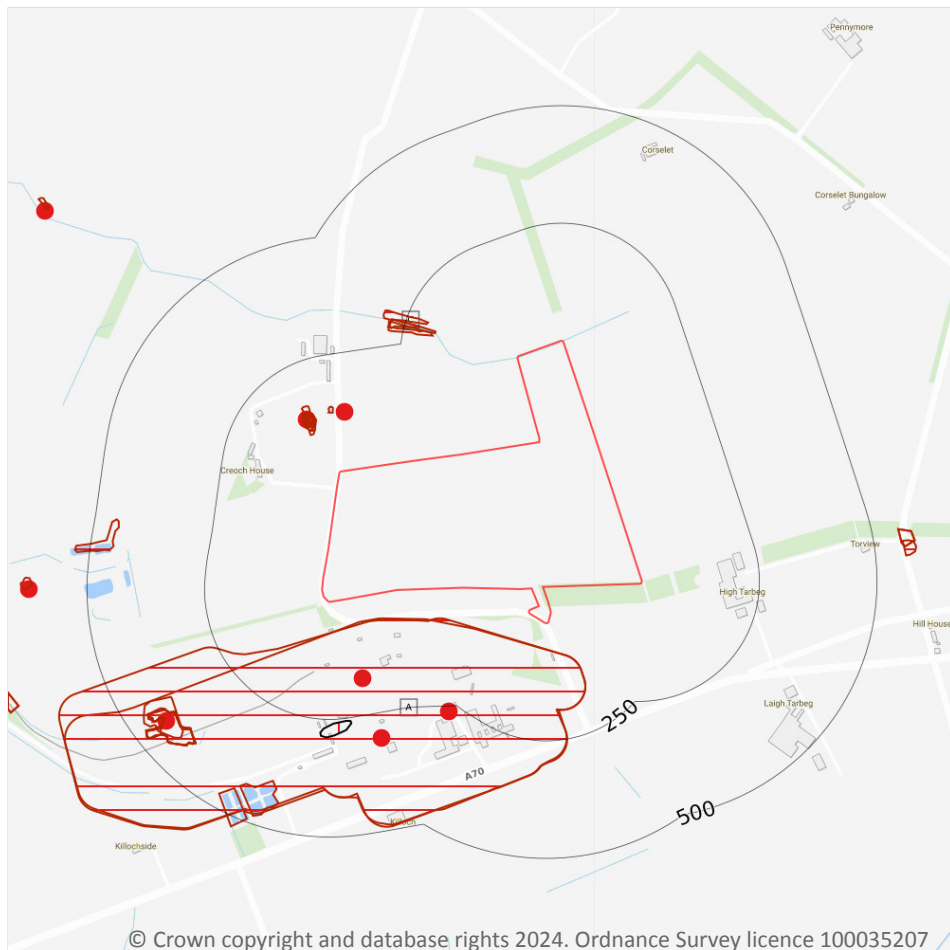 Pennymore
Corselet
Corselet Bungalow
Creoch House
Torview
High Tarbeg
Hill House
A
250
Laigh Tarbeg
A70
500
Killoch
Killochside
© Crown copyright and database rights 2024. Ordnance Survey licence 100035207